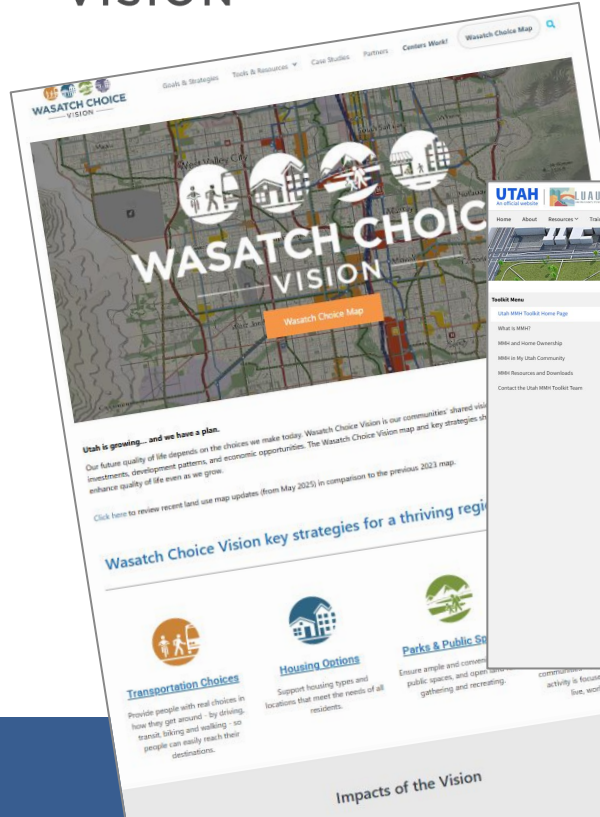 VISION
WASATCH CHOICE
VISION
Goals & Strategies
Tools & Resources
Case Studies
Partners
Centers Work!
Wasatch Choice Map
West Valley City
WASATCH CHOIC
VISION
Wasatch Choice Map
Utah is growing... and we have a plan.
Our future quality of life depends on the choices we make today. Wasatch Choice Vision is our communities' shared visi
investments, development patterns, and economic opportunities. The Wasatch Choice Vision map and key strategies sh
enhance quality of life even as we grow.
Click here to review recent land use map updates (from May 2025) in comparison to the previous 2023 map.
Wasatch Choice Vision key strategies for a thriving regi
Transportation Choices
Provide people with real choices in
how they get around - by driving,
transit, biking and walking - so
people can easily reach their
destinations.
Housing Options
Support housing types and
locations that meet the needs of all
residents.
Parks & Public Sp
Ensure ample and conveni
public spaces, and open land
gathering and recreating.
communities
activity is focuse
live, worl
Impacts of the Vision
UTAH
An official website
LUAU
Home
About
Resources
Trai
Toolkit Menu
Utah MMH Toolkit Home Page
What is MMH?
MMH and Home Ownership
MMH in My Utah Community
MMH Resources and Downloads
Contact the Utah MMH Toolkit Team